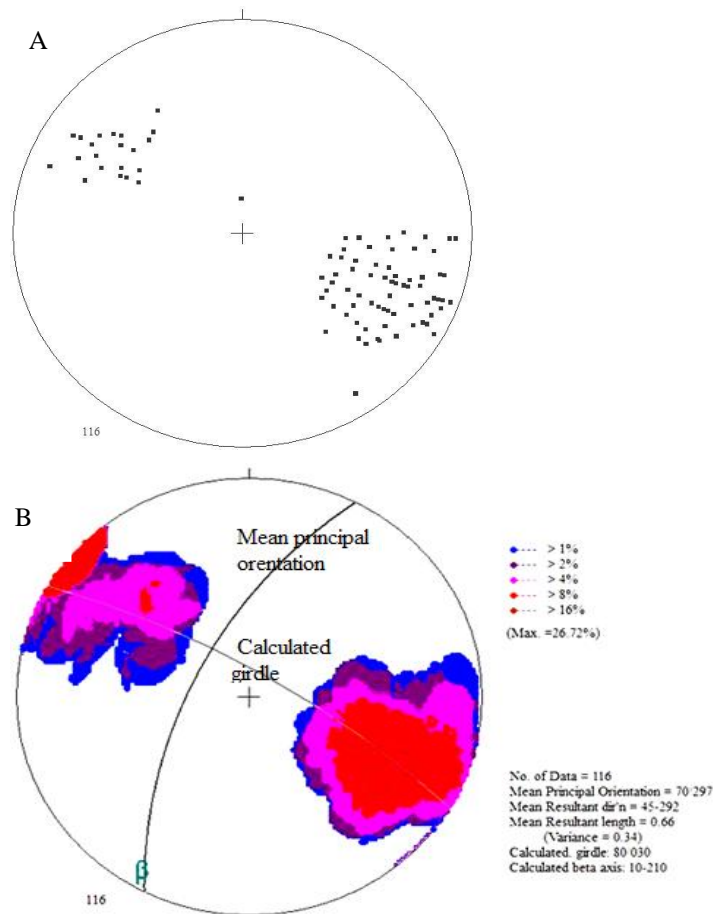 A
116
B
Mean principal
orentation
Calculated
girdle
β
116
> 1%
> 2%
> 4%
> 8%
> 16%
(Max. =26.72%)
No. of Data = 116
Mean Principal Orientation = 70 297
Mean Resultant dir'n = 45-292
Mean Resultant length = 0.66
(Variance = 0.34)
Calculated. girdle: 80 030
Calculated beta axis: 10-210